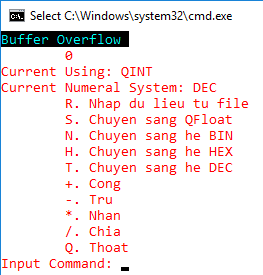 Select C:\Windows\system32\cmd.exe
Buffer Overflow
0
Current Using: QINT
Current Numeral System: DEC
R. Nhap du lieu tu file
S. Chuyen sang QFloat
N. Chuyen sang he BIN
H. Chuyen sang he HEX
T. Chuyen sang he DEC
+. Cong
-. Tru
*. Nhan
/. Chia
Q. Thoat
Input Command: